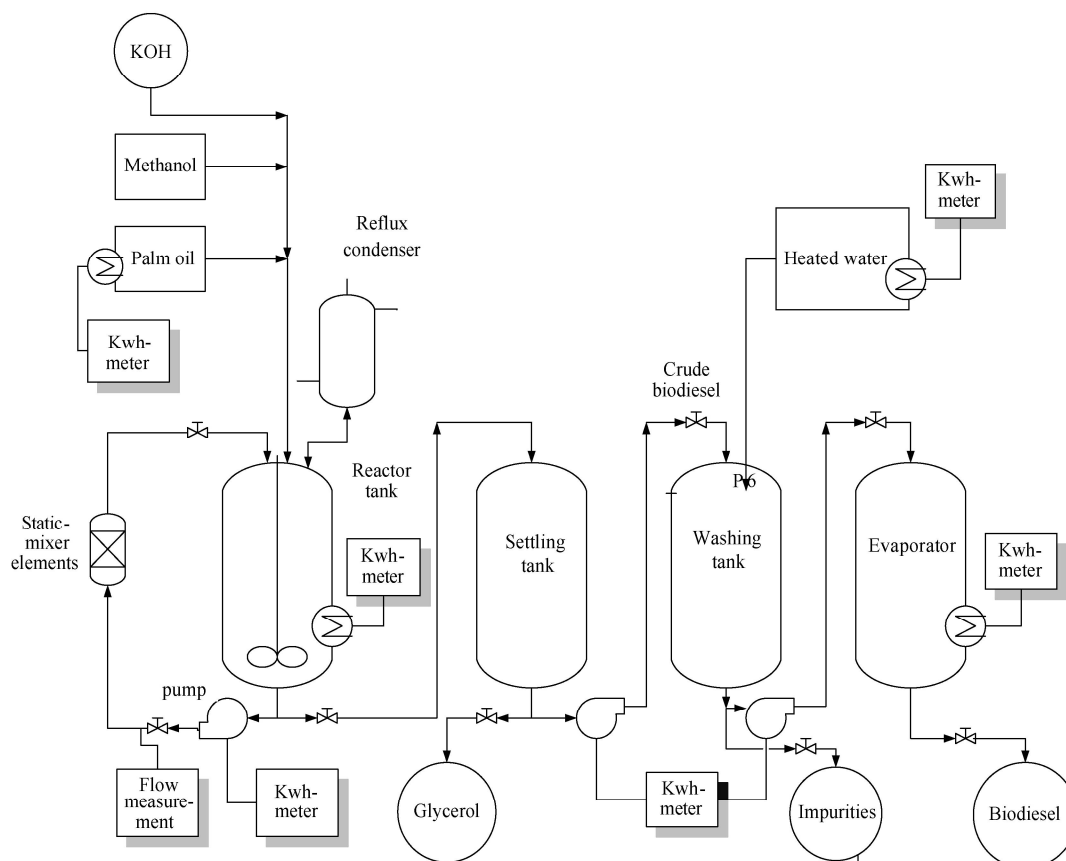 KOH
Methanol
Palm oil
Kwh-
meter
Reflux
condenser
Kwh-
meter
Heated water
Crude
biodiesel
Static-
mixer
elements
Reactor
tank
Kwh-
meter
Settling
tank
P-6
Washing
tank
Evaporator
Kwh-
meter
pump
Flow
measure-
ment
Kwh-
meter
Glycerol
Kwh-
meter
Impurities
Biodiesel